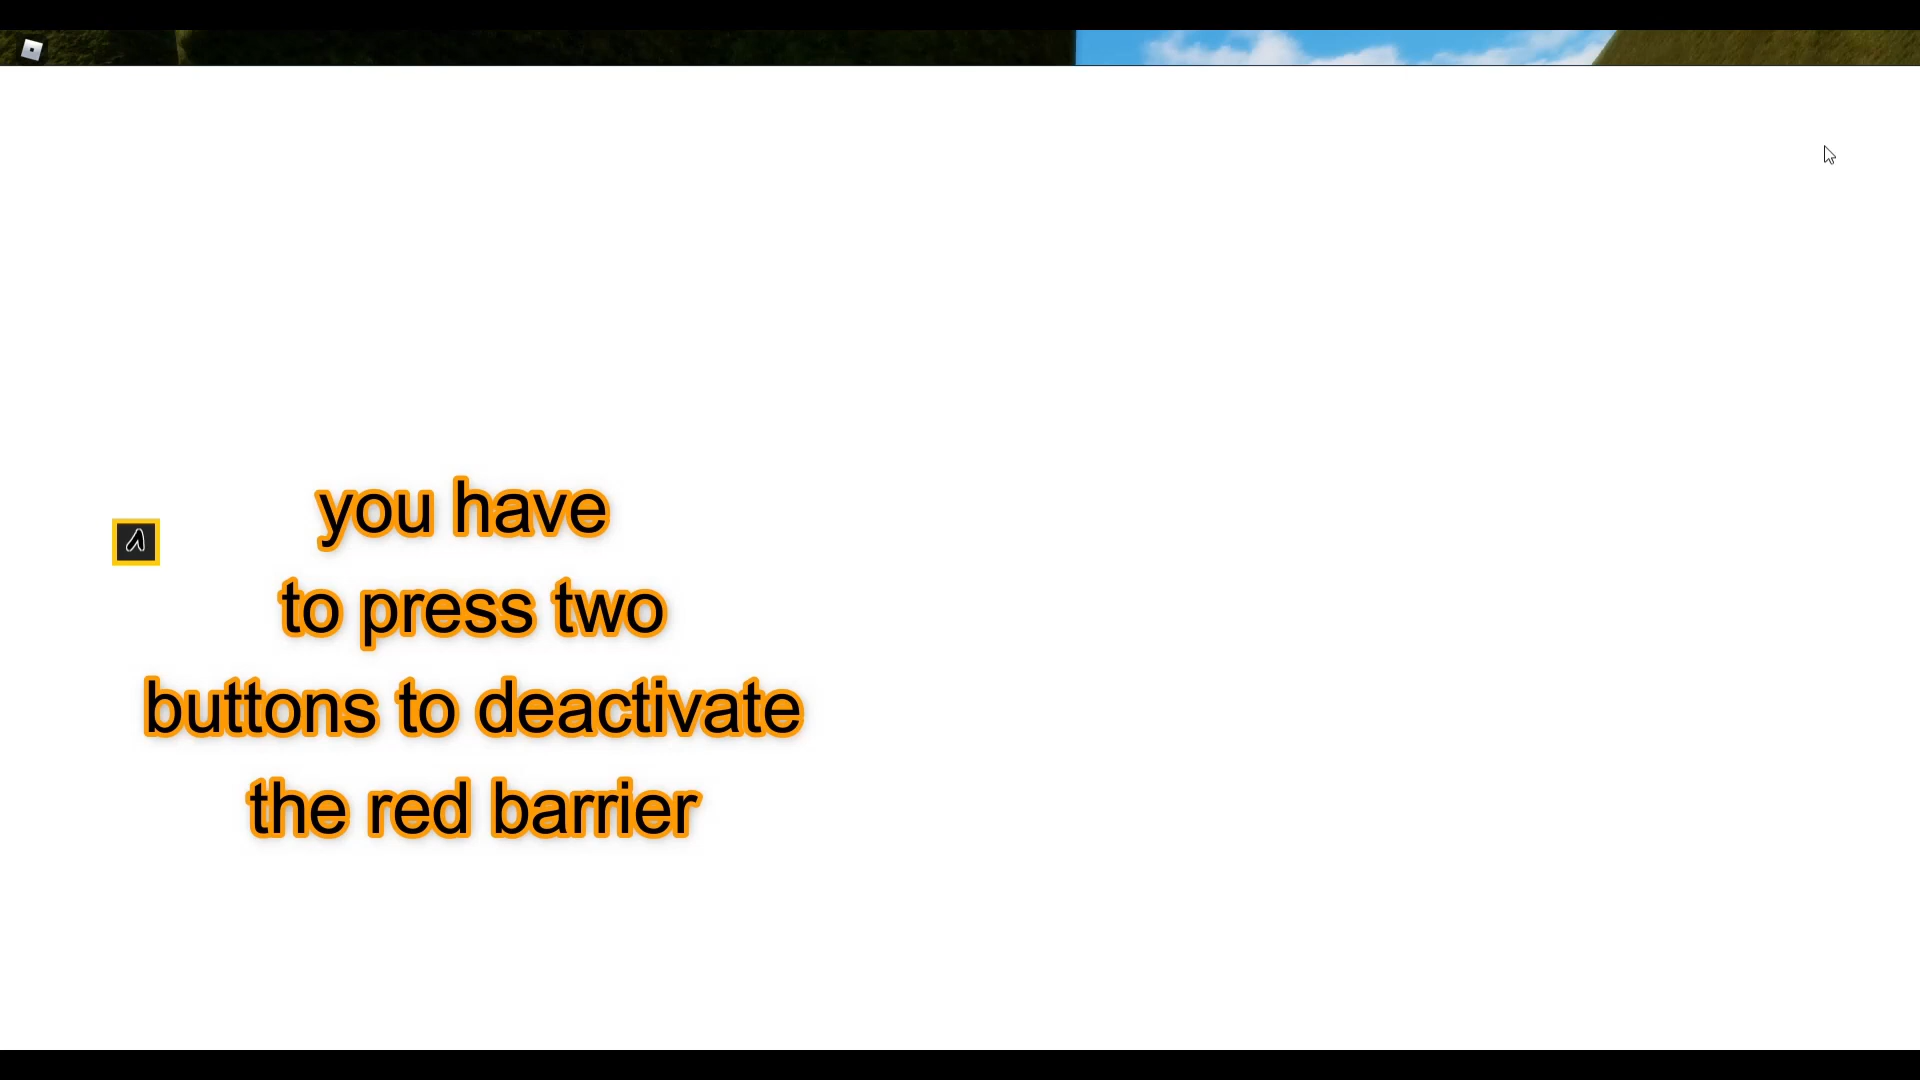 you have
to press two
buttons to deactivate
the red barrier